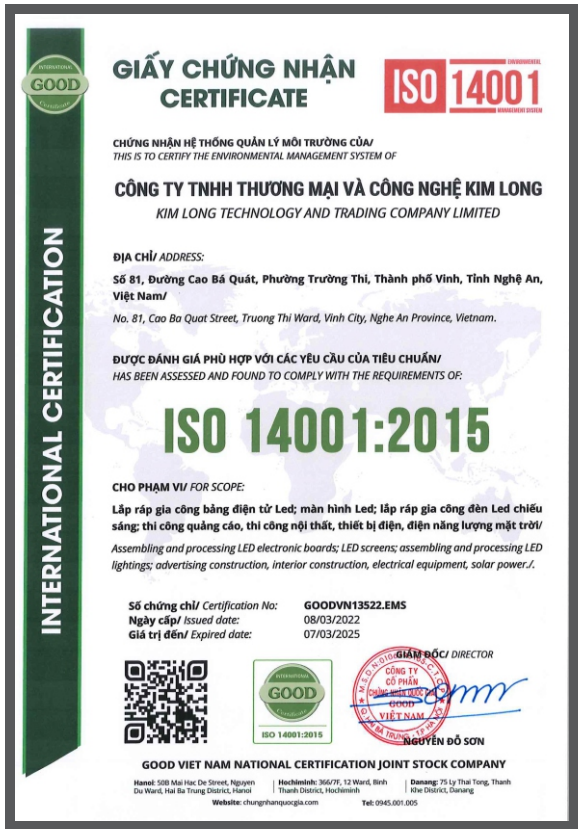 INTERNATIONAL
GOOD
Certificate
INTERNATIONAL CERTIFICATION
GIẤY CHỨNG NHẬN
CERTIFICATE
ENVIRONMENTAL
ISO 14001
MANAGEMENT SYSTEM
CHỨNG NHẬN HỆ THỐNG QUẢN LÝ MÔI TRƯỜNG CỦA/
THIS IS TO CERTIFY THE ENVIRONMENTAL MANAGEMENT SYSTEM OF
CÔNG TY TNHH THƯƠNG MẠI VÀ CÔNG NGHỆ KIM LONG
KIM LONG TECHNOLOGY AND TRADING COMPANY LIMITED
ĐỊA CHỈ/ ADDRESS:
Số 81, Đường Cao Bá Quát, Phường Trường Thi, Thành phố Vinh, Tỉnh Nghệ An,
Việt Nam/
No. 81, Cao Ba Quat Street, Truong Thi Ward, Vinh City, Nghe An Province, Vietnam.
ĐƯỢC ĐÁNH GIÁ PHÙ HỢP VỚI CÁC YÊU CẦU CỦA TIÊU CHUẨN/
HAS BEEN ASSESSED AND FOUND TO COMPLY WITH THE REQUIREMENTS OF:
ISO 14001:2015
CHO PHẠM VI/ FOR SCOPE:
Lắp ráp gia công bảng điện tử Led; màn hình Led; lắp ráp gia công đèn Led chiếu
sáng; thi công quảng cáo, thi công nội thất, thiết bị điện, điện năng lượng mặt trời/
Assembling and processing LED electronic boards; LED screens; assembling and processing LED
lightings; advertising construction, interior construction, electrical equipment, solar power./.
Số chứng chỉ/ Certification No: GOODVN13522.EMS
Ngày cấp/ Issued date: 08/03/2022
Giá trị đến/ Expired date: 07/03/2025
GIÁM ĐỐC/ DIRECTOR
CÔNG TY
CỔ PHẦN
CHỨNG NHẬN QUỐC GIA
GOOD
VIỆT NAM
INTERNATIONAL
GOOD
Certificate
ISO 14001:2015
NGUYỄN ĐỖ SƠN
GOOD VIET NAM NATIONAL CERTIFICATION JOINT STOCK COMPANY
Hanoi: 50B Mai Hac De Street, Nguyen
Du Ward, Hai Ba Trung District, Hanoi
Hochiminh: 366/7F, 12 Ward, Binh
Thanh District, Hochiminh
Danang: 75 Ly Thai Tong, Thanh
Khe District, Danang
Website: chungnhanquocgia.com Tel: 0945.001.005